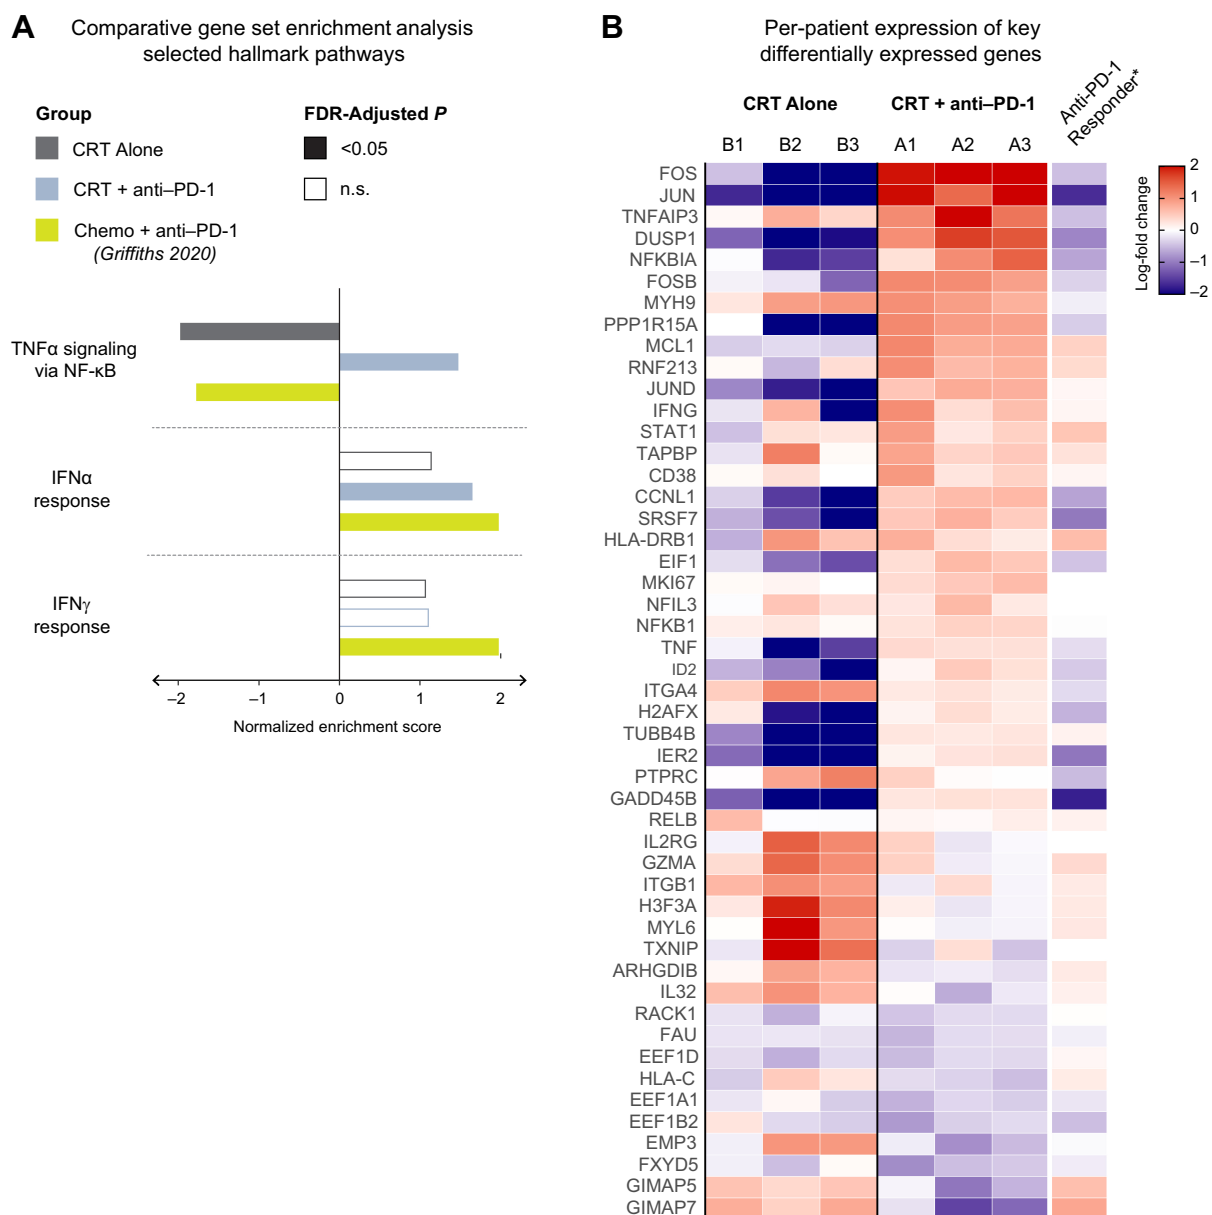 A
Comparative gene set enrichment analysis
selected hallmark pathways
Group
CRT Alone
CRT + anti–PD-1
Chemo + anti–PD-1
(Griffiths 2020)
FDR-Adjusted P
<0.05
n.s.
TNFα signaling
via NF-κB
IFNα
response
IFNγ
response
−2
−1
0
1
2
Normalized enrichment score
B
Per-patient expression of key
differentially expressed genes
CRT Alone
CRT + anti–PD-1
Anti-PD-1
Responder*
B1
B2
B3
A1
A2
A3
FOS
JUN
TNFAIP3
DUSP1
NFKBIA
FOSB
MYH9
PPP1R15A
MCL1
RNF213
JUND
IFNG
STAT1
TAPBP
CD38
CCNL1
SRSF7
HLA-DRB1
EIF1
MKI67
NFIL3
NFKB1
TNF
ID2
ITGA4
H2AFX
TUBB4B
IER2
PTPRC
GADD45B
RELB
IL2RG
GZMA
ITGB1
H3F3A
MYL6
TXNIP
ARHGDIB
IL32
RACK1
FAU
EEF1D
HLA-C
EEF1A1
EEF1B2
EMP3
FXYD5
GIMAP5
GIMAP7
Log-fold change
2
1
0
−1
−2